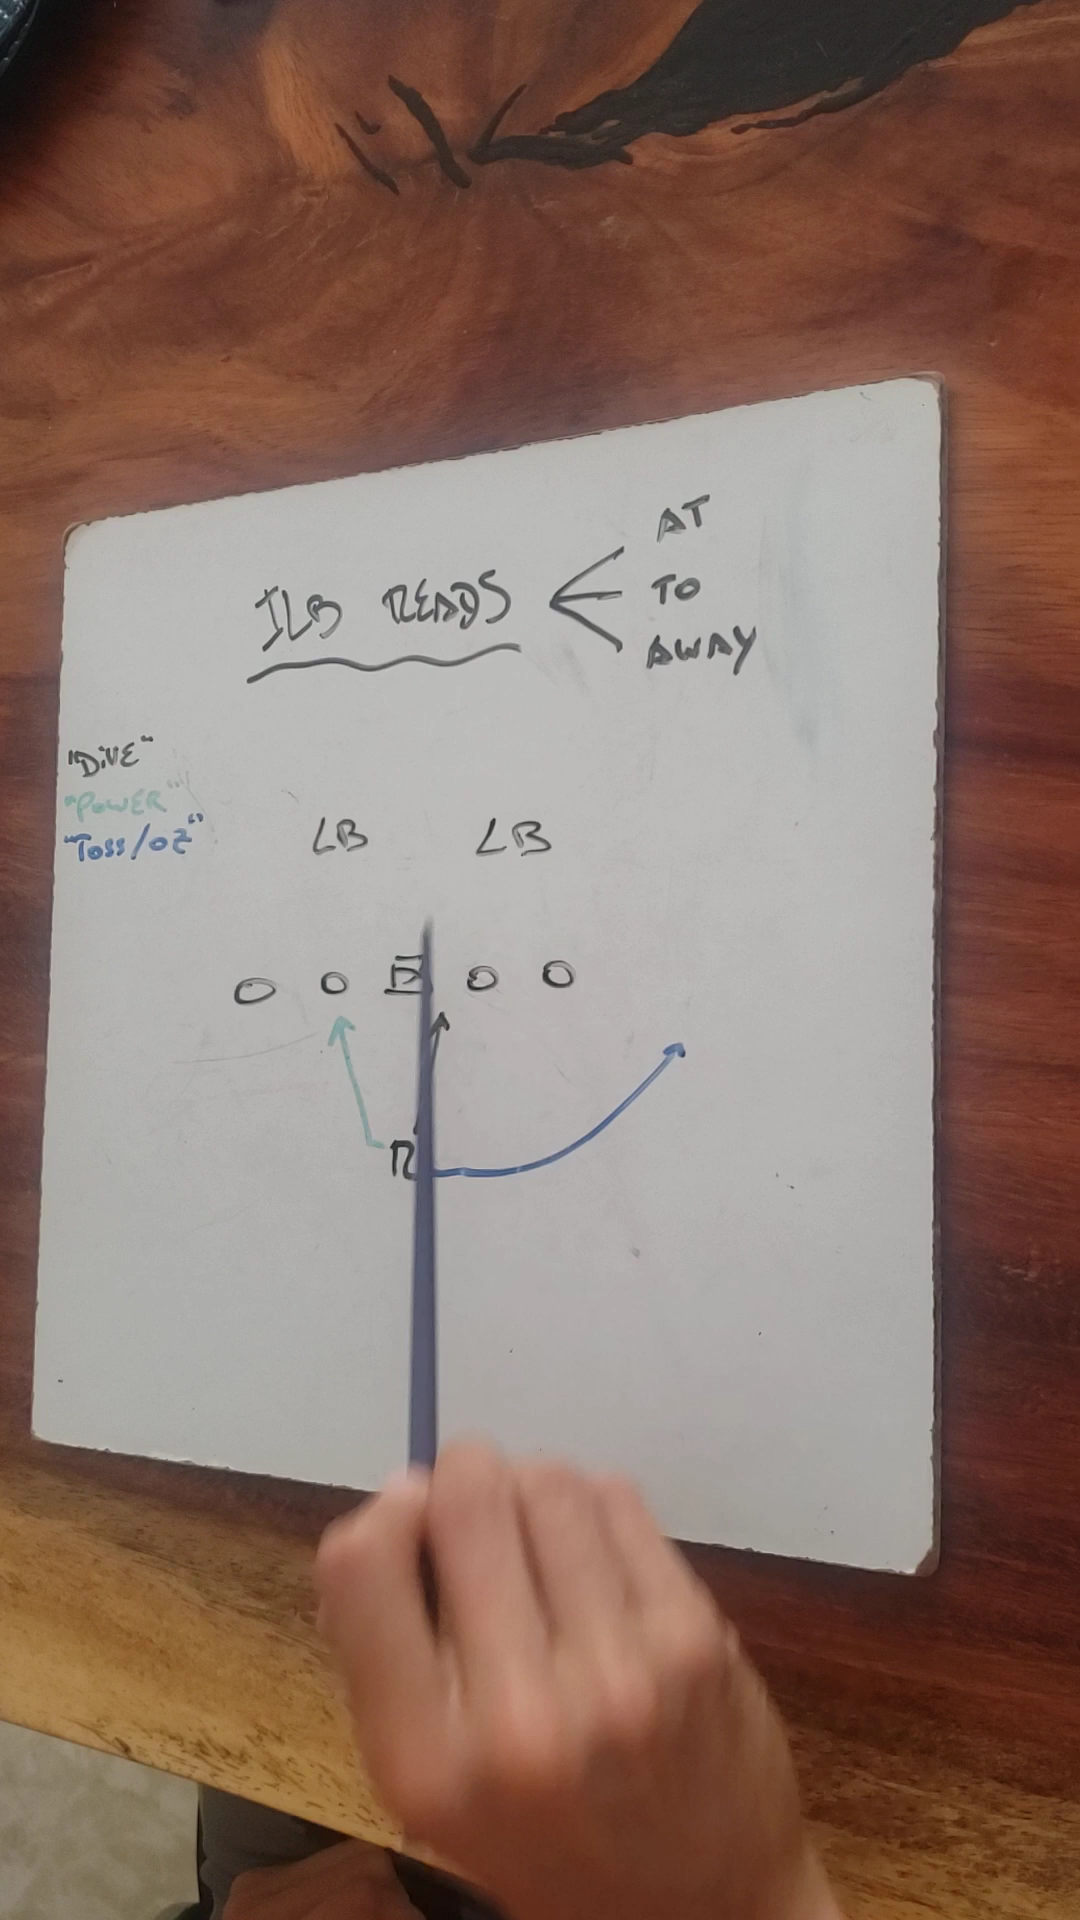 ILB READS
AT
TO
AWAY
"DiVE"
"POWER"
"Toss/OZ"
LB LB
O O O O
R